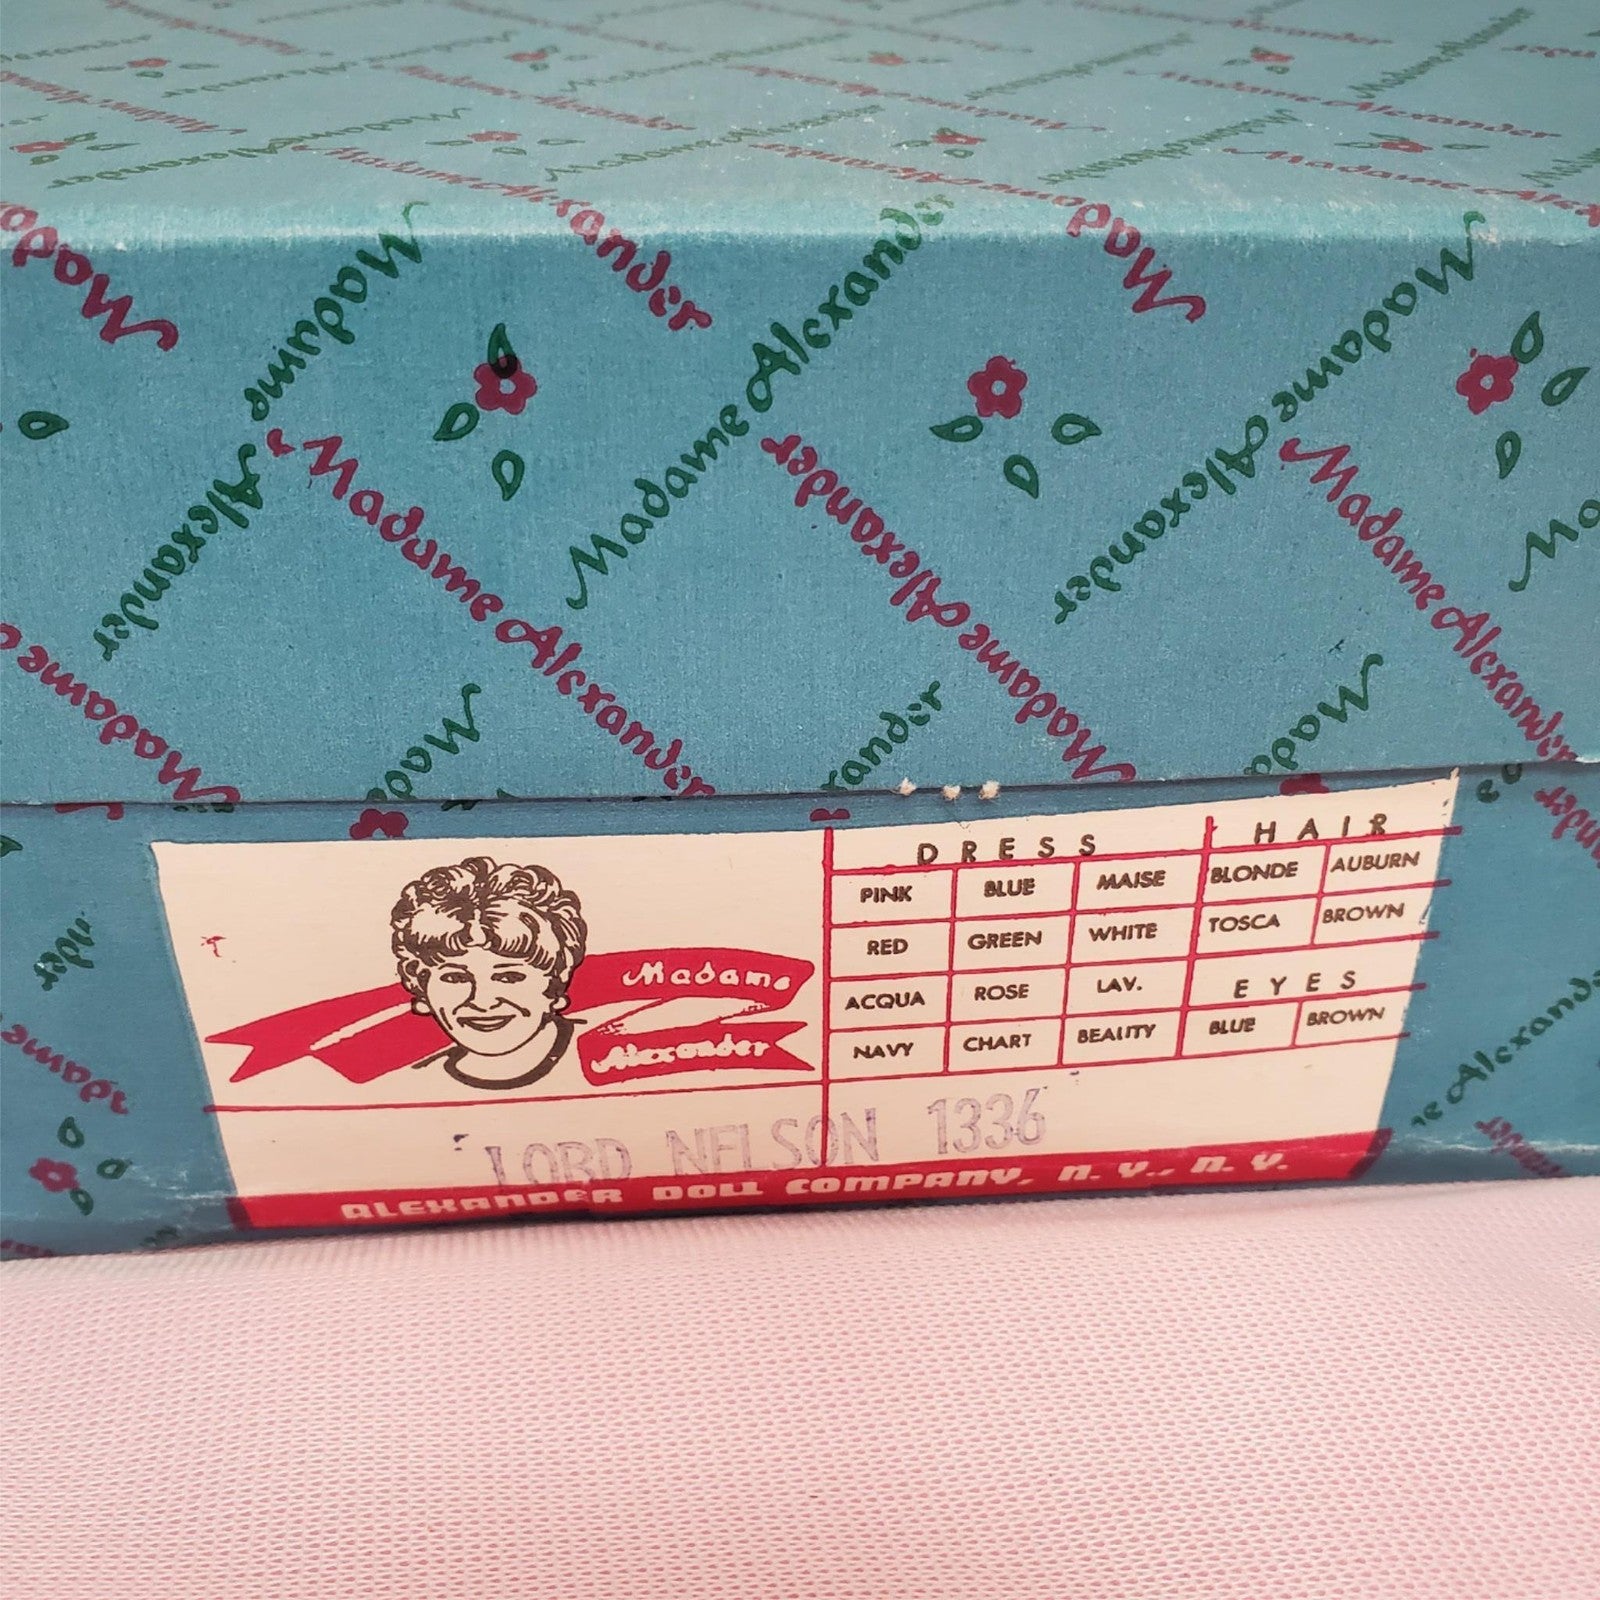 Madame Alexander
Madame Alexander
Madame Alexander
Madame Alexander
Madame Alexander
Madame Alexander
Madame Alexander
Madame
Alexander
DRESS
HAIR
PINK BLUE MAISE BLONDE AUBURN
RED GREEN WHITE TOSCA BROWN
ACQUA ROSE LAV. EYES
NAVY CHART BEAUTY BLUE BROWN
LORD NELSON 1336
ALEXANDER DOLL COMPANY, N. Y., N. Y.